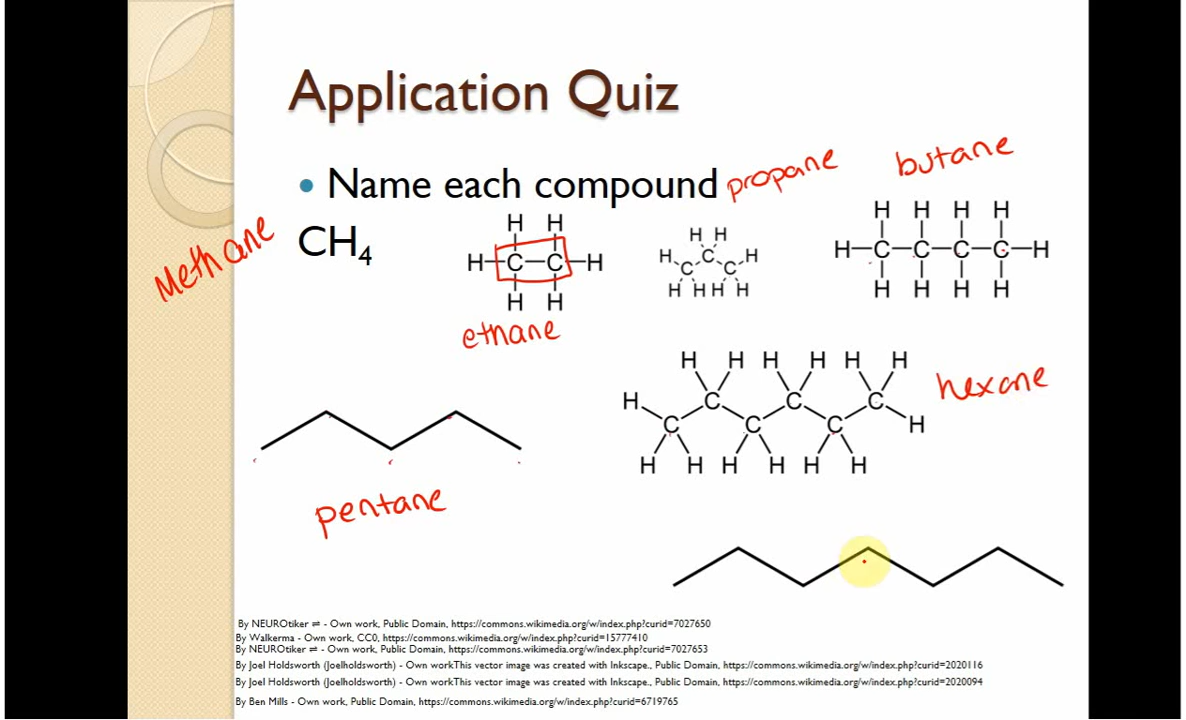 Application Quiz
• Name each compound
propane
butane
Methane
CH4
H H
H-C-C-H
H H
ethane
H H
H C H
C C
H H H H
H H H H
H-C-C-C-C-H
H H H H
H H H H H H
H C C C
C C C H
H H H H H H
hexane
pentane
By NEUROtiker ⇌ - Own work, Public Domain, https://commons.wikimedia.org/w/index.php?curid=7027650
By Walkerma - Own work, CC0, https://commons.wikimedia.org/w/index.php?curid=15777410
By NEUROtiker ⇌ - Own work, Public Domain, https://commons.wikimedia.org/w/index.php?curid=7027653
By Joel Holdsworth (Joelholdsworth) - Own workThis vector image was created with Inkscape., Public Domain, https://commons.wikimedia.org/w/index.php?curid=2020116
By Joel Holdsworth (Joelholdsworth) - Own workThis vector image was created with Inkscape., Public Domain, https://commons.wikimedia.org/w/index.php?curid=2020094
By Ben Mills - Own work, Public Domain, https://commons.wikimedia.org/w/index.php?curid=6719765